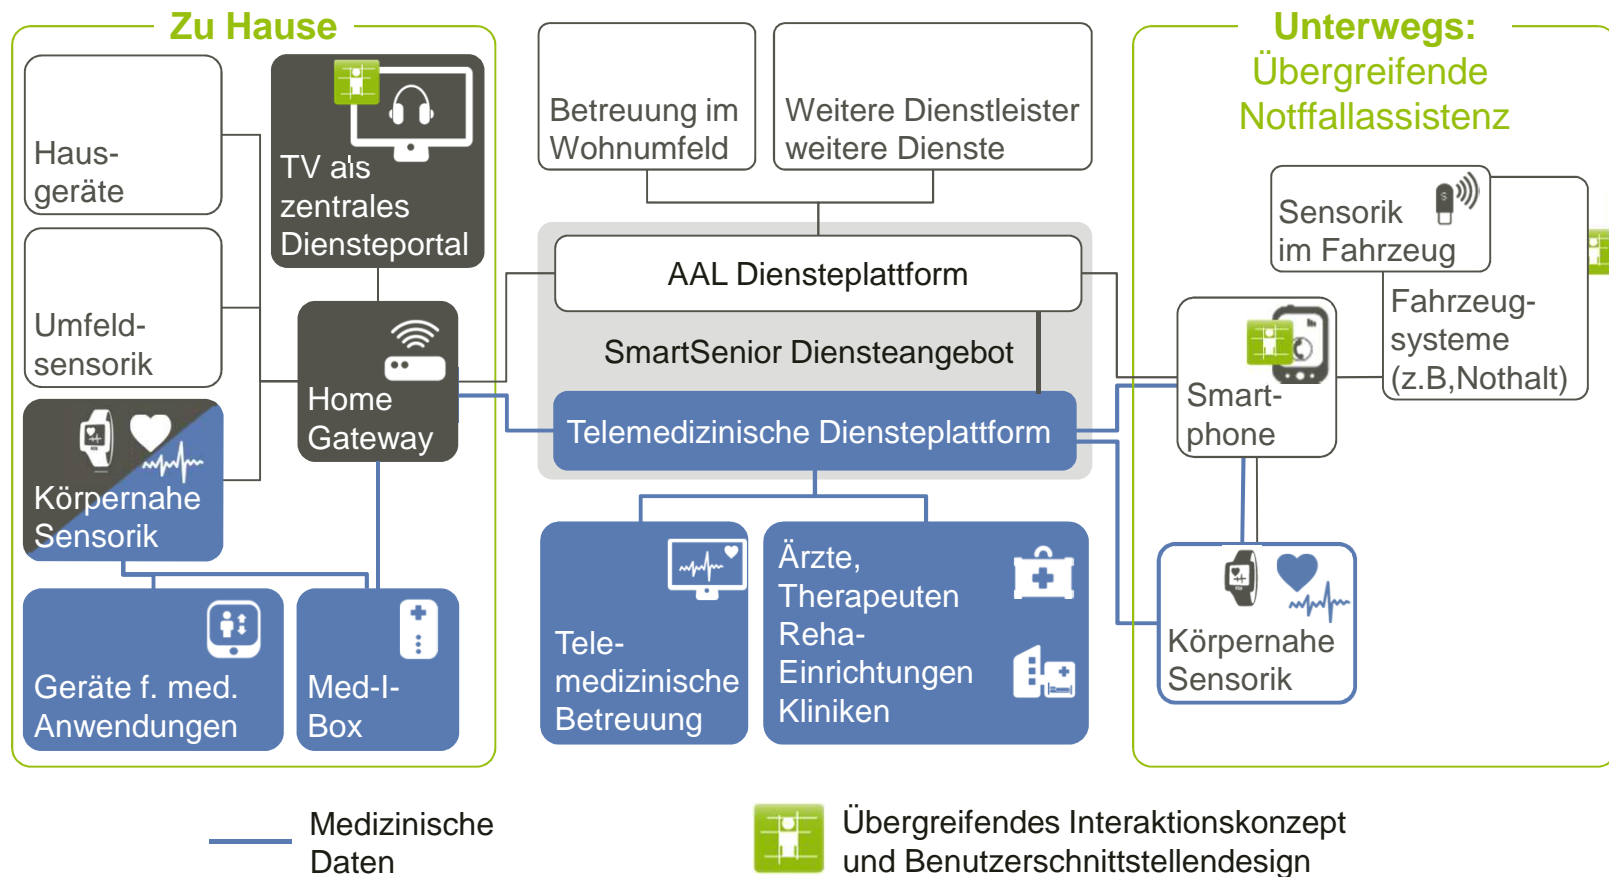 Zu Hause
Haus-
geräte
TV als
zentrales
Diensteportal
Umfeld-
sensorik
Home
Gateway
Körpernahe
Sensorik
Geräte f. med.
Anwendungen
Med-I-
Box
Betreuung im
Wohnumfeld
Weitere Dienstleister
weitere Dienste
AAL Diensteplattform
SmartSenior Diensteangebot
Telemedizinische Diensteplattform
Tele-
medizinische
Betreuung
Ärzte,
Therapeuten
Reha-
Einrichtungen
Kliniken
Unterwegs:
Übergreifende
Notffallassistenz
Sensorik
im Fahrzeug
Fahrzeug-
systeme
(z.B,Nothalt)
Smart-
phone
Körpernahe
Sensorik
Medizinische
Daten
Übergreifendes Interaktionskonzept
und Benutzerschnittstellendesign